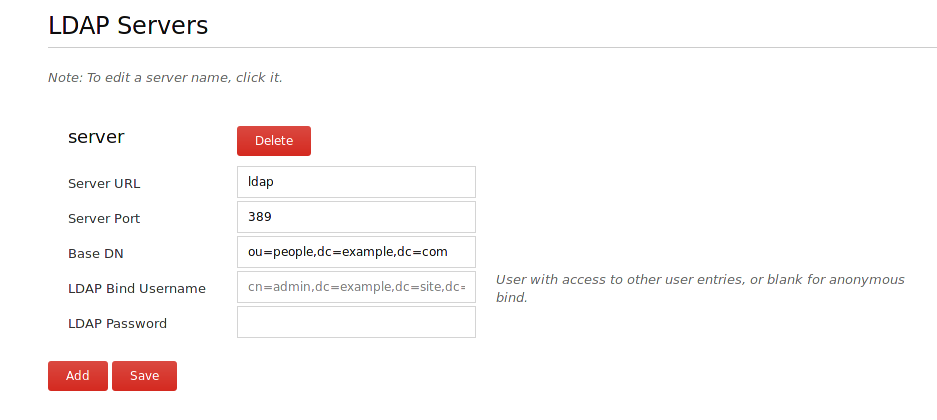 LDAP Servers
Note: To edit a server name, click it.
server
Delete
Server URL
ldap
Server Port
389
Base DN
ou=people,dc=example,dc=com
LDAP Bind Username
cn=admin,dc=example,dc=site,dc=
User with access to other user entries, or blank for anonymous
bind.
LDAP Password
Add
Save